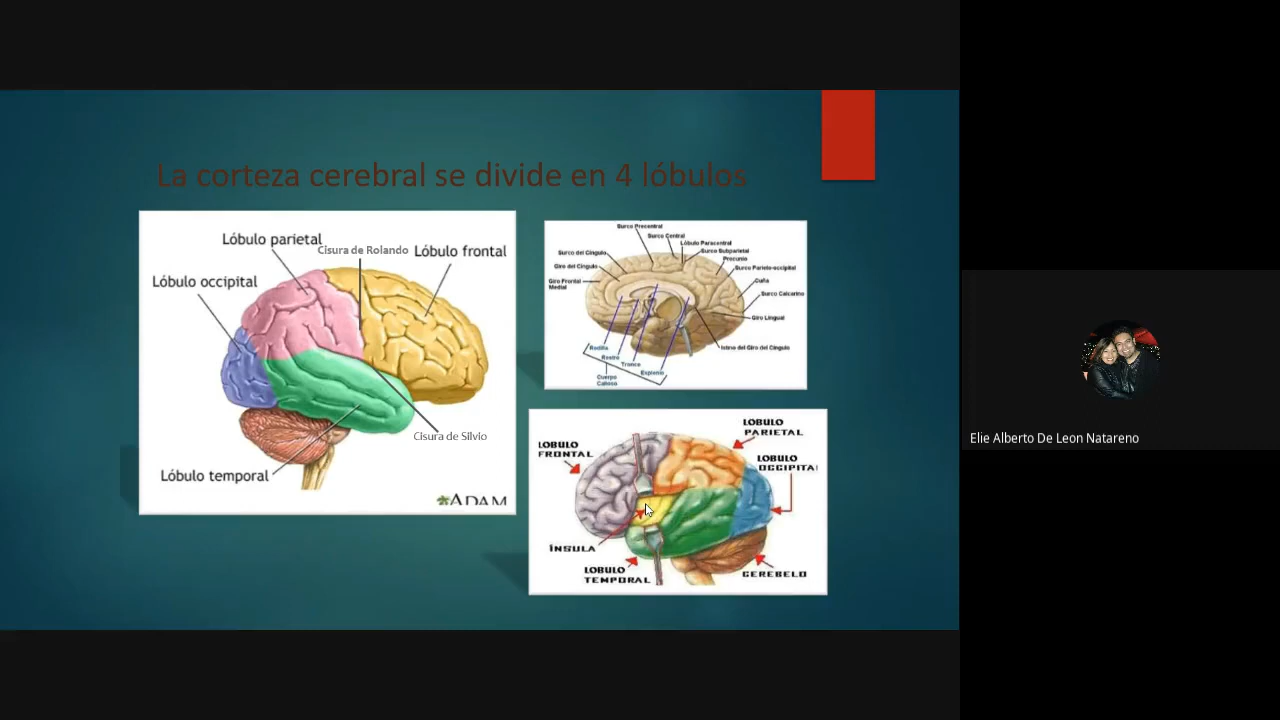 La corteza cerebral se divide en 4 lóbulos
Lóbulo parietal
Cisura de Rolando
Lóbulo frontal
Lóbulo occipital
Cisura de Silvio
Lóbulo temporal
ADAM
Surco Precentral
Surco Central
Lóbulo Paracentral
Surco del Cíngulo
Surco Subparietal
Precunia
Giro del Cíngulo
Surco Parieto-occipital
Giro Frontal
Medial
Cuña
Surco Calcarino
Giro Lingual
Istmo del Giro del Cíngulo
Rodilla
Rostro
Tronco
Esplenio
Cuerpo
Calloso
LOBULO
PARIETAL
LOBULO
FRONTAL
LOBULO
OCCIPITAL
ÍNSULA
LOBULO
TEMPORAL
CEREBELO
Elie Alberto De Leon Natareno